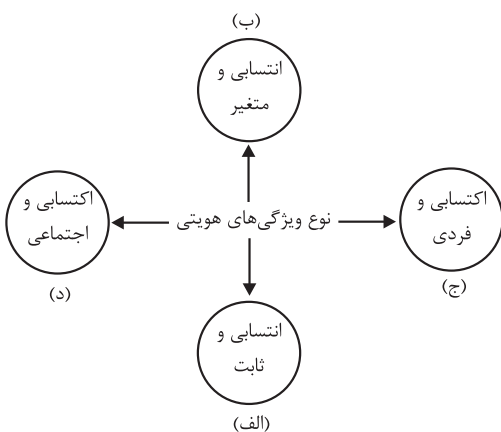 (ب)
انتسابی و
متغیر
اکتسابی و
فردی
(ج)
نوع ویژگی‌های هویتی
اکتسابی و
اجتماعی
(د)
انتسابی و
ثابت
(الف)